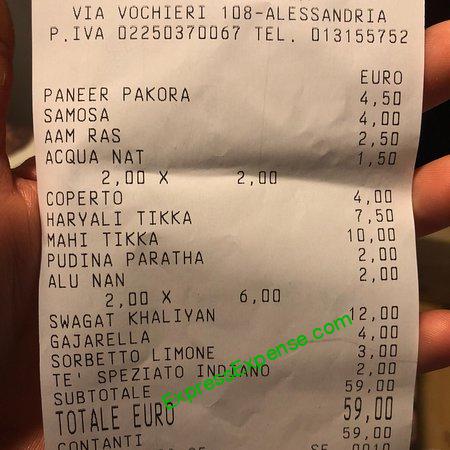 VIA VOCHIERI 108-ALESSANDRIA
P.IVA 02250370067 TEL. 013155752
EURO
PANEER PAKORA 4,50
SAMOSA 4,00
AAM RAS 2,50
ACQUA NAT 1,50
2,00 X 2,00
COPERTO 4,00
HARYALI TIKKA 7,50
MAHI TIKKA 10,00
PUDINA PARATHA 2,00
ALU NAN 2,00
2,00 X 6,00
SWAGAT KHALIYAN 12,00
GAJARELLA 4,00
SORBETTO LIMONE 3,00
TE' SPEZIATO INDIANO 2,00
SUBTOTALE 59,00
TOTALE EURO 59,00
CONTANTI 59,00
ExpressExpense.com